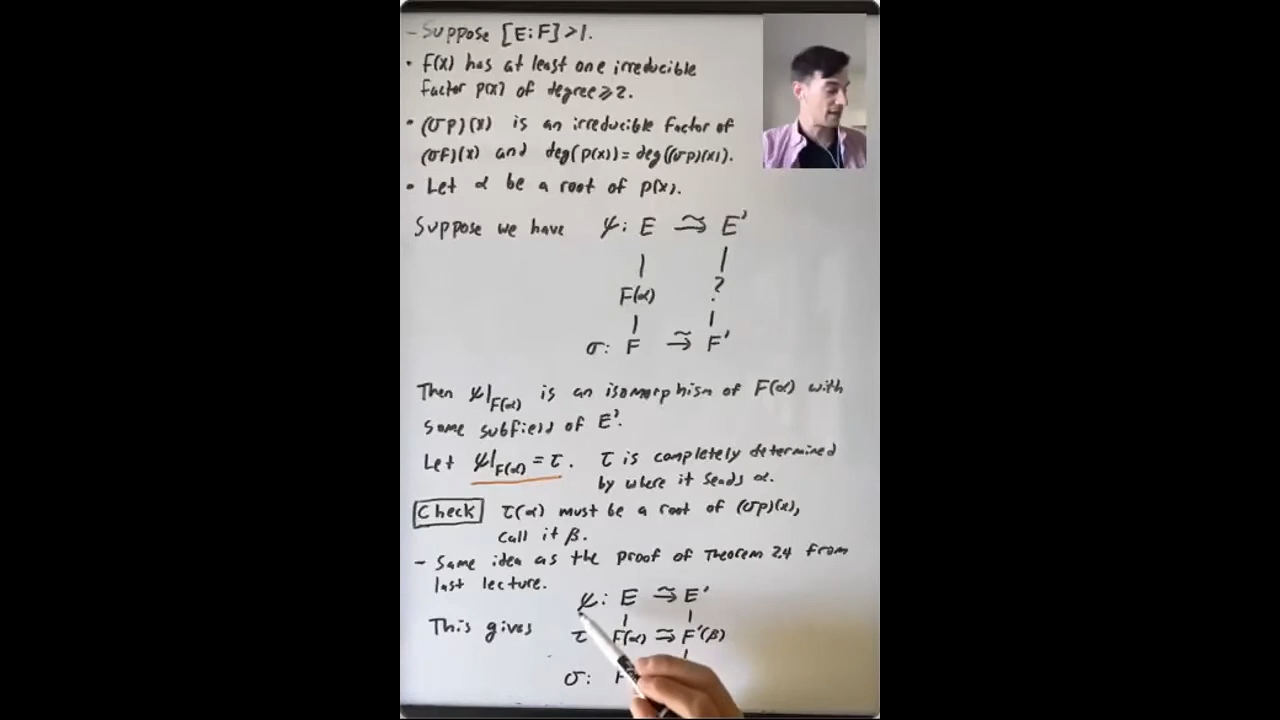 - Suppose [E:F] >1.
• F(x) has at least one irreducible
factor p(x) of degree ≥ 2.
• (σp)(x) is an irreducible factor of
(σF)(x) and deg(p(x)) = deg((σp)(x)).
• Let α be a root of p(x).
Suppose we have ψ: E ⥲ E'
| |
F(α) ?
| |
σ: F ⥲ F'
Then ψ|F(α) is an isomorphism of F(α) with
some subfield of E'.
Let ψ|F(α) = τ. τ is completely determined
by where it sends α.
Check τ(α) must be a root of (σp)(x),
call it β.
- Same idea as the proof of Theorem 2.4 from
last lecture.
ψ: E ⥲ E'
| |
This gives τ F(α) ⥲ F'(β)
|
σ: F